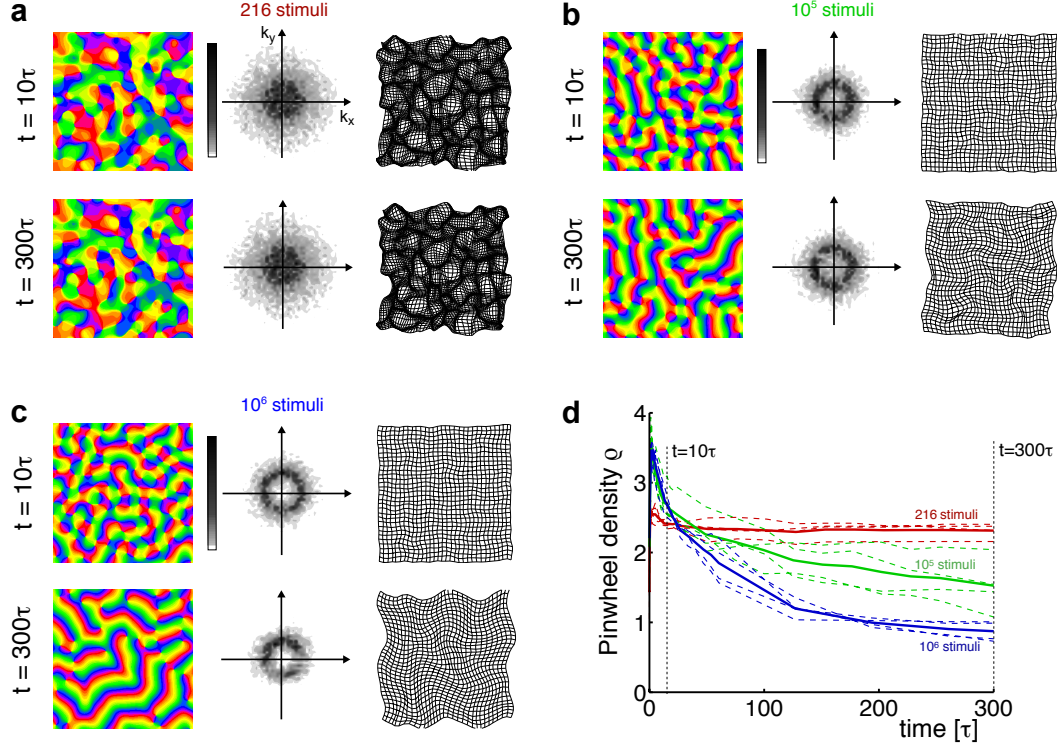 a
216 stimuli
t = 10τ
k_y
k_x
t = 300τ
b
10^5 stimuli
t = 10τ
t = 300τ
c
10^6 stimuli
t = 10τ
t = 300τ
d
Pinwheel density ϱ
4
3
2
1
0
t=10τ
t=300τ
216 stimuli
10^5 stimuli
10^6 stimuli
0
100
200
300
time [τ]